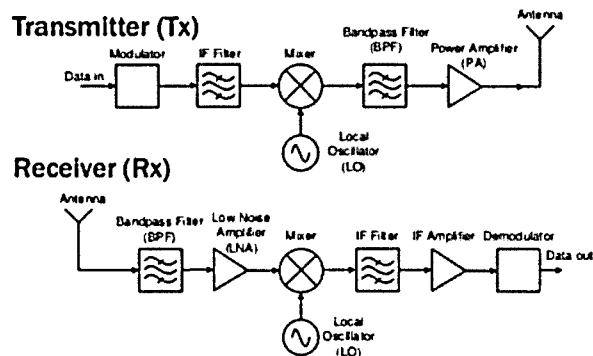 Transmitter (Tx)
Antenna
Modulator
IF Filter
Mixer
Bandpass Filter
(BPF)
Power Amplifier
(PA)
Data in
Local
Oscillator
(LO)
Receiver (Rx)
Antenna
Bandpass Filter
(BPF)
Low Noise
Amplifier
(LNA)
Mixer
IF Filter
IF Amplifier
Demodulator
Data out
Local
Oscillator
(LO)